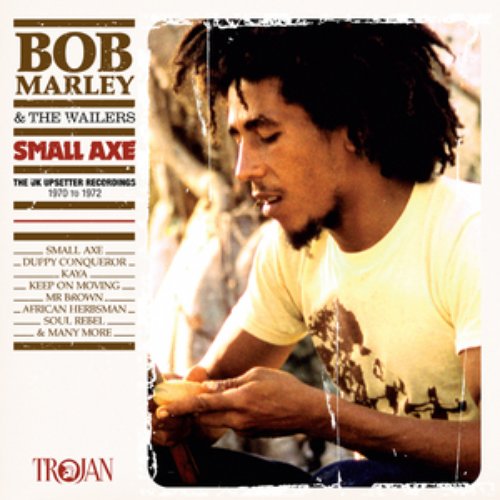 BOB
MARLEY
& THE WAILERS
SMALL AXE
THE UK UPSETTER RECORDINGS
1970 TO 1972
SMALL AXE
DUPPY CONQUEROR
KAYA
KEEP ON MOVING
MR BROWN
AFRICAN HERBSMAN
SOUL REBEL
& MANY MORE
TROJAN